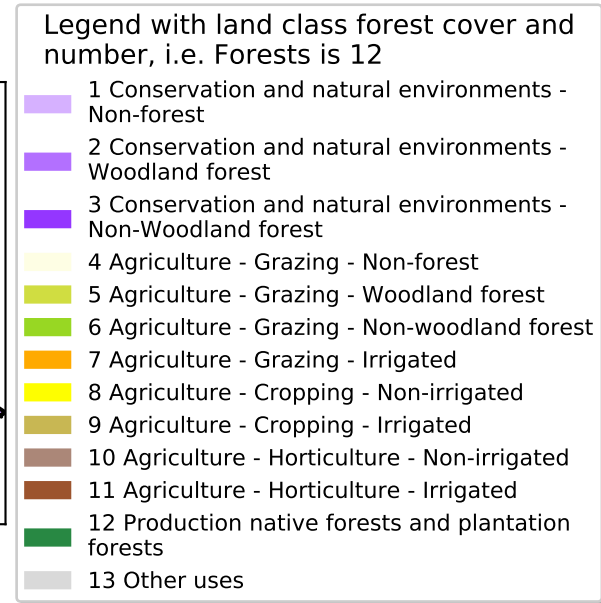 Legend with land class forest cover and
number, i.e. Forests is 12
1 Conservation and natural environments -
Non-forest
2 Conservation and natural environments -
Woodland forest
3 Conservation and natural environments -
Non-Woodland forest
4 Agriculture - Grazing - Non-forest
5 Agriculture - Grazing - Woodland forest
6 Agriculture - Grazing - Non-woodland forest
7 Agriculture - Grazing - Irrigated
8 Agriculture - Cropping - Non-irrigated
9 Agriculture - Cropping - Irrigated
10 Agriculture - Horticulture - Non-irrigated
11 Agriculture - Horticulture - Irrigated
12 Production native forests and plantation
forests
13 Other uses